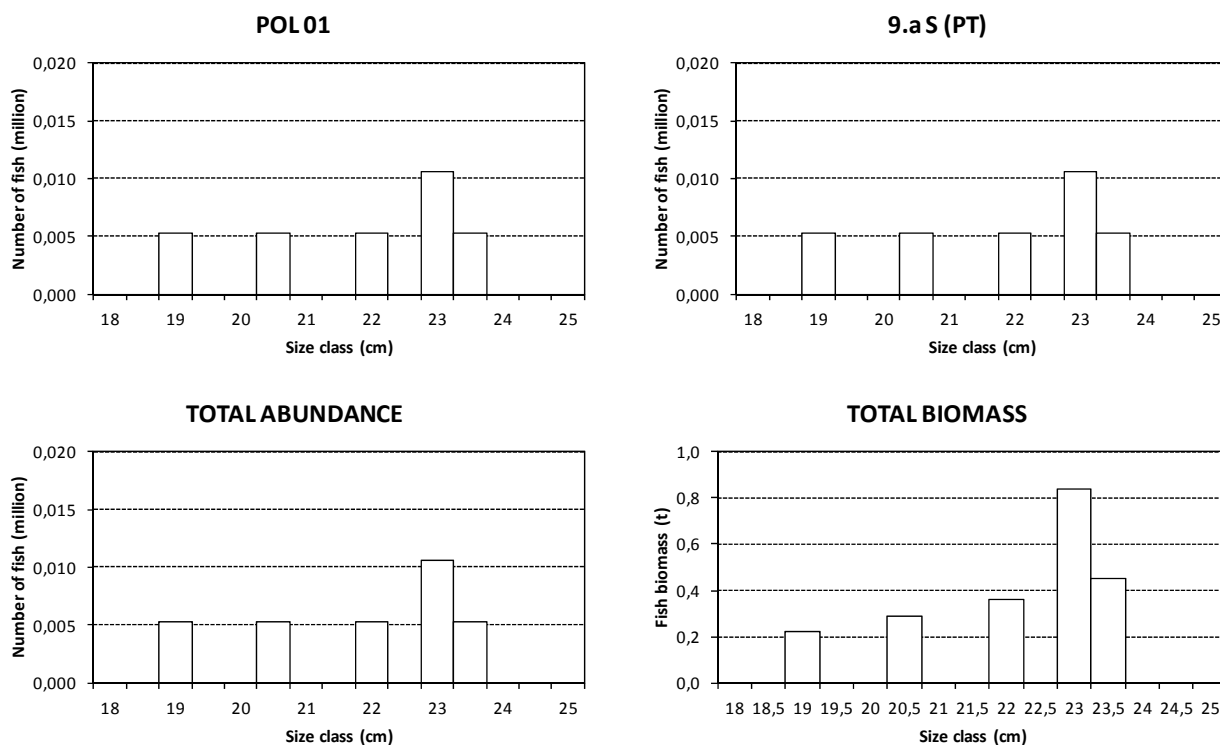 POL 01
0,020
0,015
0,010
0,005
0,000
Number of fish (million)
18 19 20 21 22 23 24 25
Size class (cm)
9.a S (PT)
0,020
0,015
0,010
0,005
0,000
Number of fish (million)
18 19 20 21 22 23 24 25
Size class (cm)
TOTAL ABUNDANCE
0,020
0,015
0,010
0,005
0,000
Number of fish (million)
18 19 20 21 22 23 24 25
Size class (cm)
TOTAL BIOMASS
1,0
0,8
0,6
0,4
0,2
0,0
Fish biomass (t)
18 18,5 19 19,5 20 20,5 21 21,5 22 22,5 23 23,5 24 24,5 25
Size class (cm)